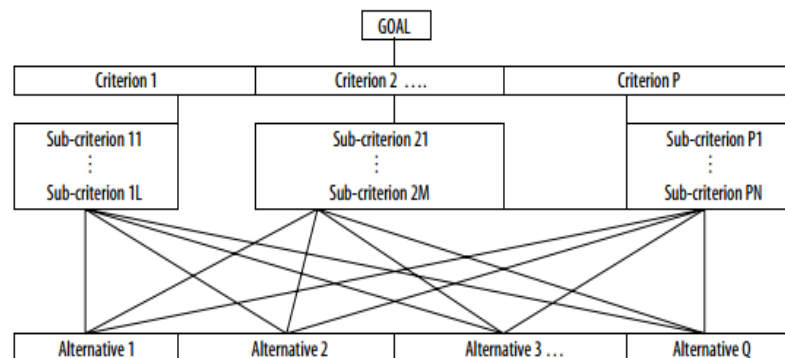 GOAL
Criterion 1 Criterion 2 .... Criterion P
Sub-criterion 11 Sub-criterion 21 Sub-criterion P1
⋮ ⋮ ⋮
Sub-criterion 1L Sub-criterion 2M Sub-criterion PN
Alternative 1 Alternative 2 Alternative 3 ... Alternative Q